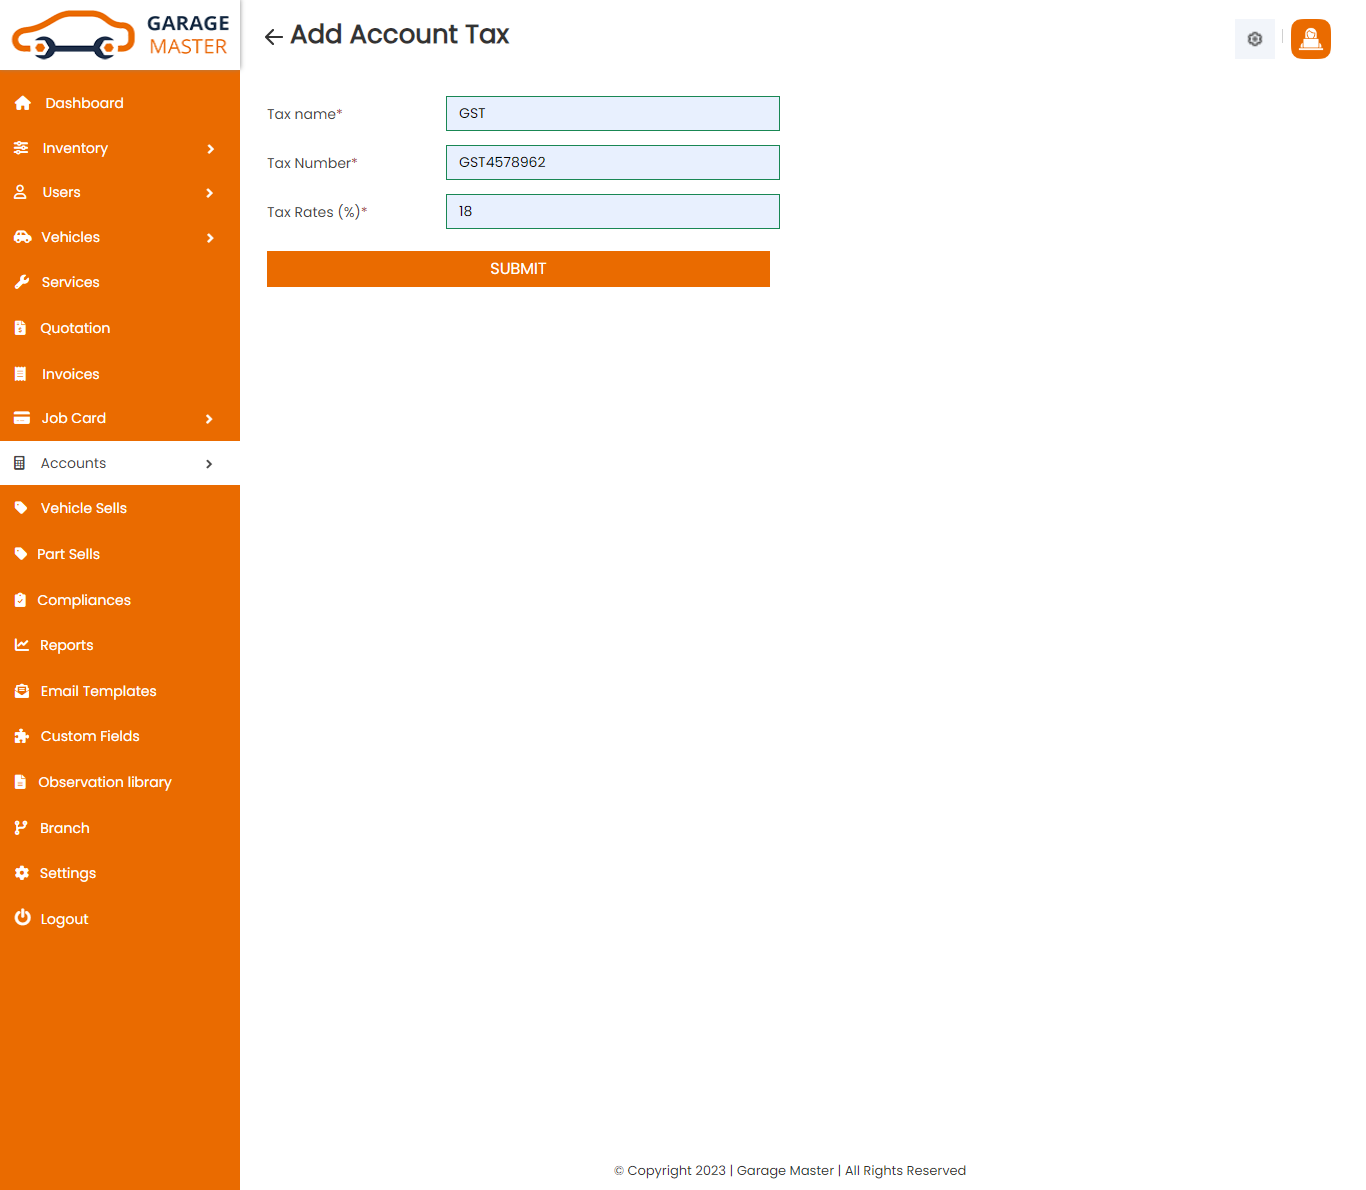 GARAGE
MASTER
Add Account Tax
Dashboard
Inventory
Users
Vehicles
Services
Quotation
Invoices
Job Card
Accounts
Vehicle Sells
Part Sells
Compliances
Reports
Email Templates
Custom Fields
Observation library
Branch
Settings
Logout
Tax name* GST
Tax Number* GST4578962
Tax Rates (%)* 18
SUBMIT
© Copyright 2023 | Garage Master | All Rights Reserved